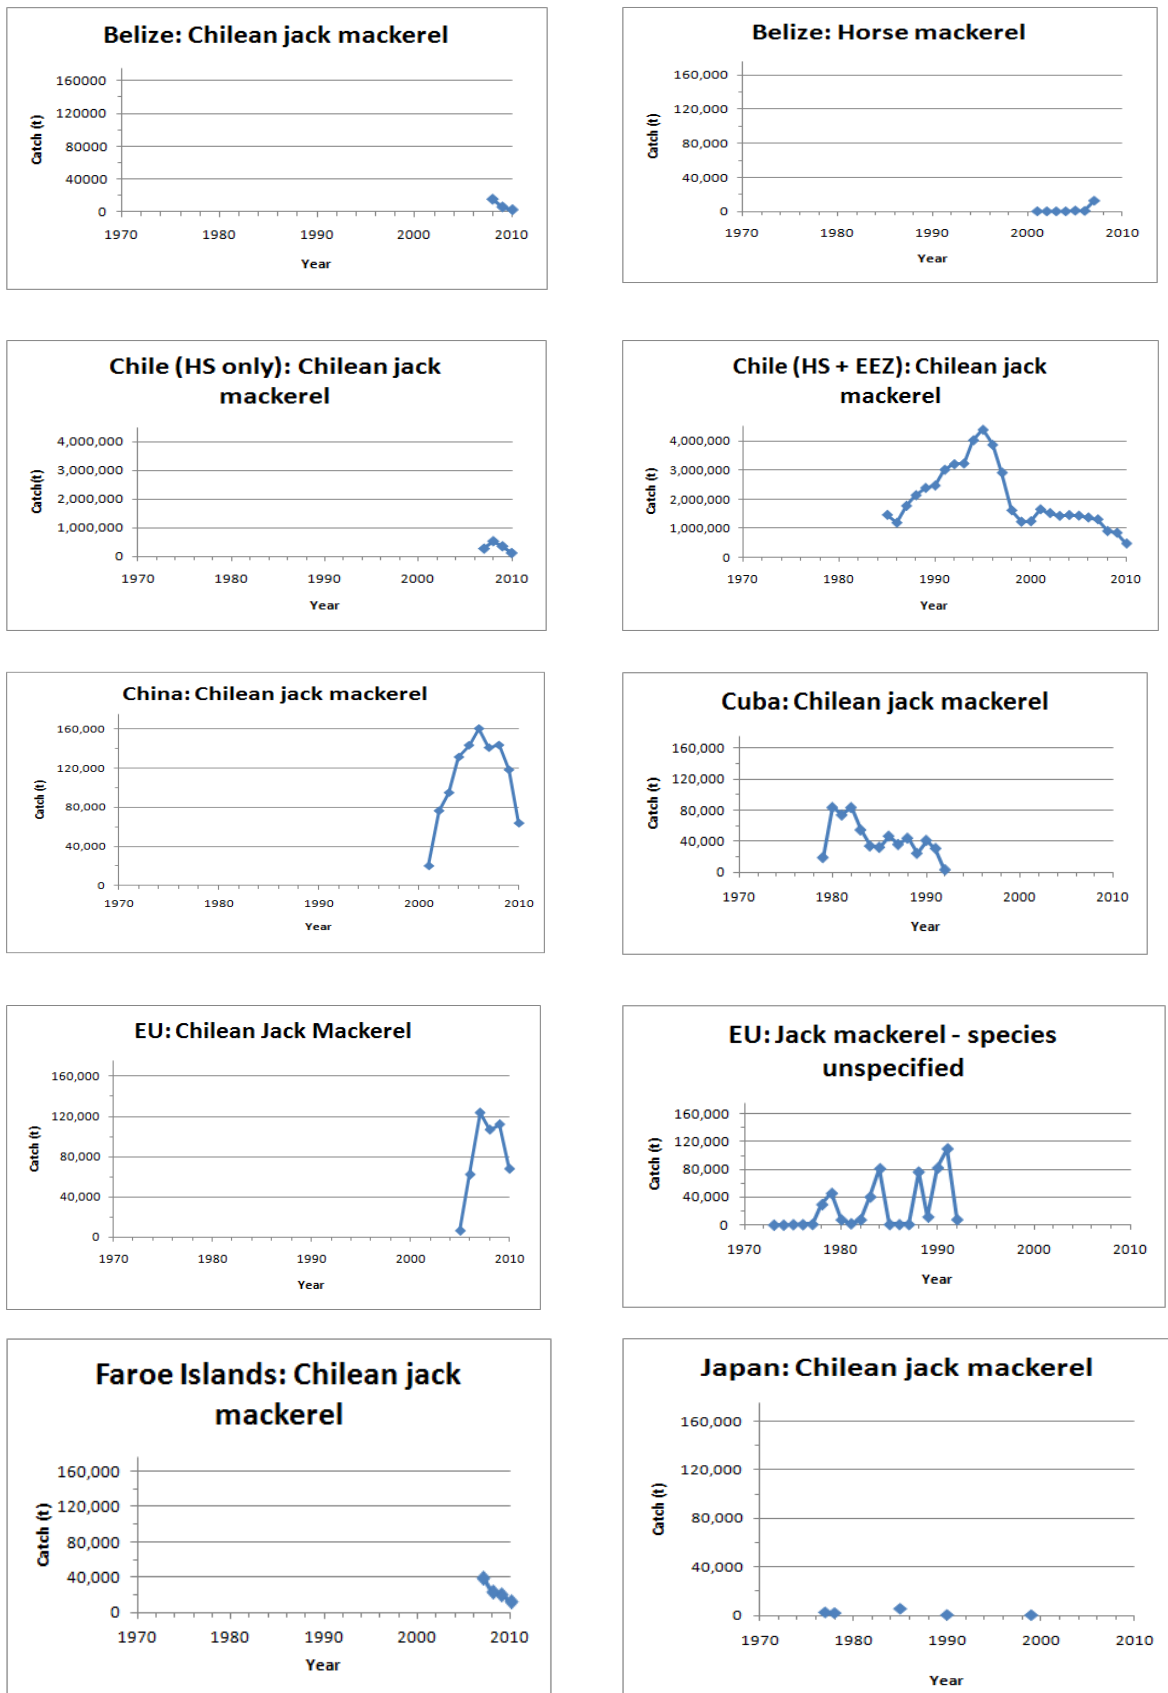 Belize: Chilean jack mackerel
160000
120000
80000
40000
0
Catch (t)
1970 1980 1990 2000 2010
Year
Belize: Horse mackerel
160,000
120,000
80,000
40,000
0
Catch (t)
1970 1980 1990 2000 2010
Year
Chile (HS only): Chilean jack
mackerel
4,000,000
3,000,000
2,000,000
1,000,000
0
Catch(t)
1970 1980 1990 2000 2010
Year
Chile (HS + EEZ): Chilean jack
mackerel
4,000,000
3,000,000
2,000,000
1,000,000
0
Catch (t)
1970 1980 1990 2000 2010
Year
China: Chilean jack mackerel
160,000
120,000
80,000
40,000
0
Catch (t)
1970 1980 1990 2000 2010
Year
Cuba: Chilean jack mackerel
160,000
120,000
80,000
40,000
0
Catch (t)
1970 1980 1990 2000 2010
Year
EU: Chilean Jack Mackerel
160,000
120,000
80,000
40,000
0
Catch (t)
1970 1980 1990 2000 2010
Year
EU: Jack mackerel - species
unspecified
160,000
120,000
80,000
40,000
0
Catch (t)
1970 1980 1990 2000 2010
Year
Faroe Islands: Chilean jack
mackerel
160,000
120,000
80,000
40,000
0
Catch (t)
1970 1980 1990 2000 2010
Year
Japan: Chilean jack mackerel
160,000
120,000
80,000
40,000
0
Catch (t)
1970 1980 1990 2000 2010
Year